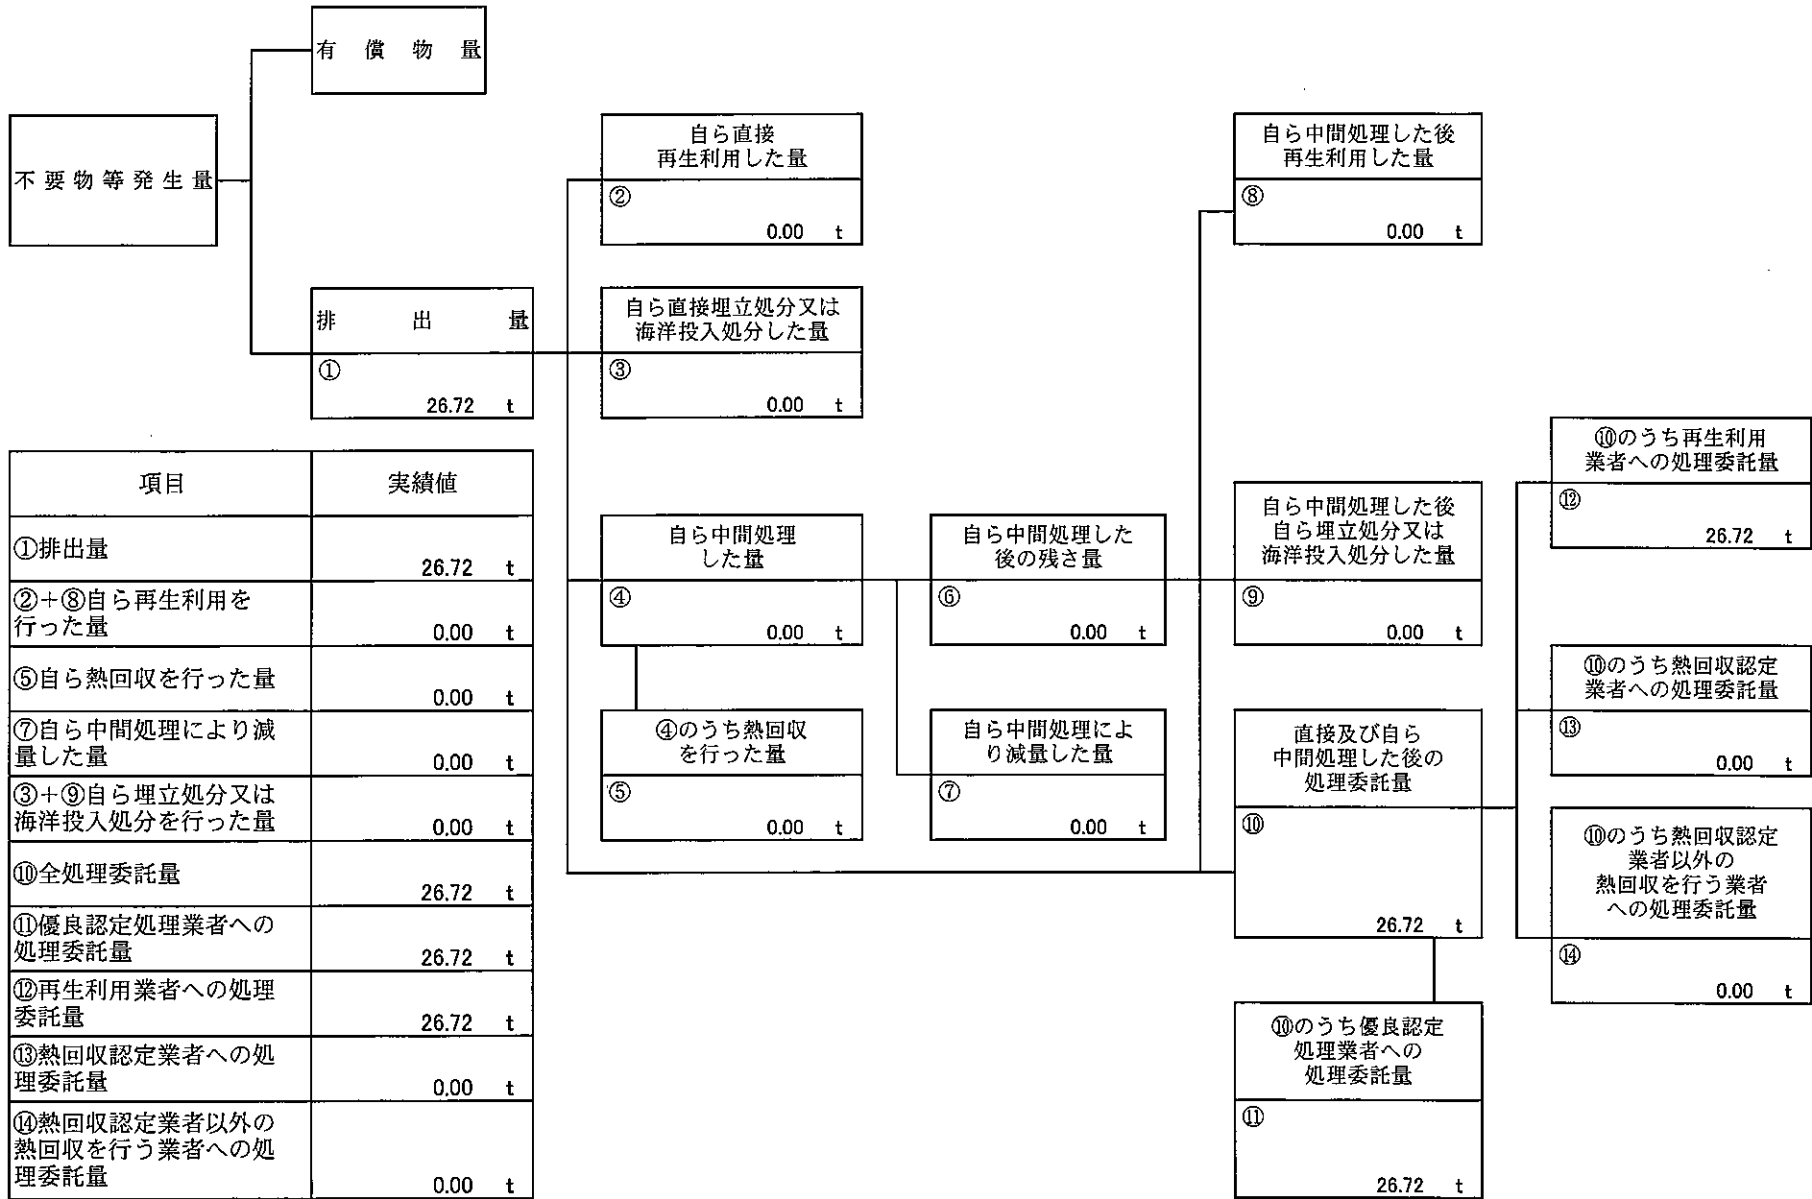 有償物量
不要物等発生量
自ら直接
再生利用した量
②
0.00 t
自ら中間処理した後
再生利用した量
⑧
0.00 t
排出量
①
26.72 t
自ら直接埋立処分又は
海洋投入処分した量
③
0.00 t
項目 実績値
①排出量
26.72 t
②+⑧自ら再生利用を
行った量
0.00 t
⑤自ら熱回収を行った量
0.00 t
⑦自ら中間処理により減
量した量
0.00 t
③+⑨自ら埋立処分又は
海洋投入処分を行った量
0.00 t
⑩全処理委託量
26.72 t
⑪優良認定処理業者への
処理委託量
26.72 t
⑫再生利用業者への処理
委託量
26.72 t
⑬熱回収認定業者への処
理委託量
0.00 t
⑭熱回収認定業者以外の
熱回収を行う業者への処
理委託量
0.00 t
自ら中間処理
した量
④
0.00 t
④のうち熱回収
を行った量
⑤
0.00 t
自ら中間処理した
後の残さ量
⑥
0.00 t
自ら中間処理によ
り減量した量
⑦
0.00 t
自ら中間処理した後
自ら埋立処分又は
海洋投入処分した量
⑨
0.00 t
直接及び自ら
中間処理した後の
処理委託量
⑩
26.72 t
⑩のうち優良認定
処理業者への
処理委託量
⑪
26.72 t
⑩のうち再生利用
業者への処理委託量
⑫
26.72 t
⑩のうち熱回収認定
業者への処理委託量
⑬
0.00 t
⑩のうち熱回収認定
業者以外の
熱回収を行う業者
への処理委託量
⑭
0.00 t